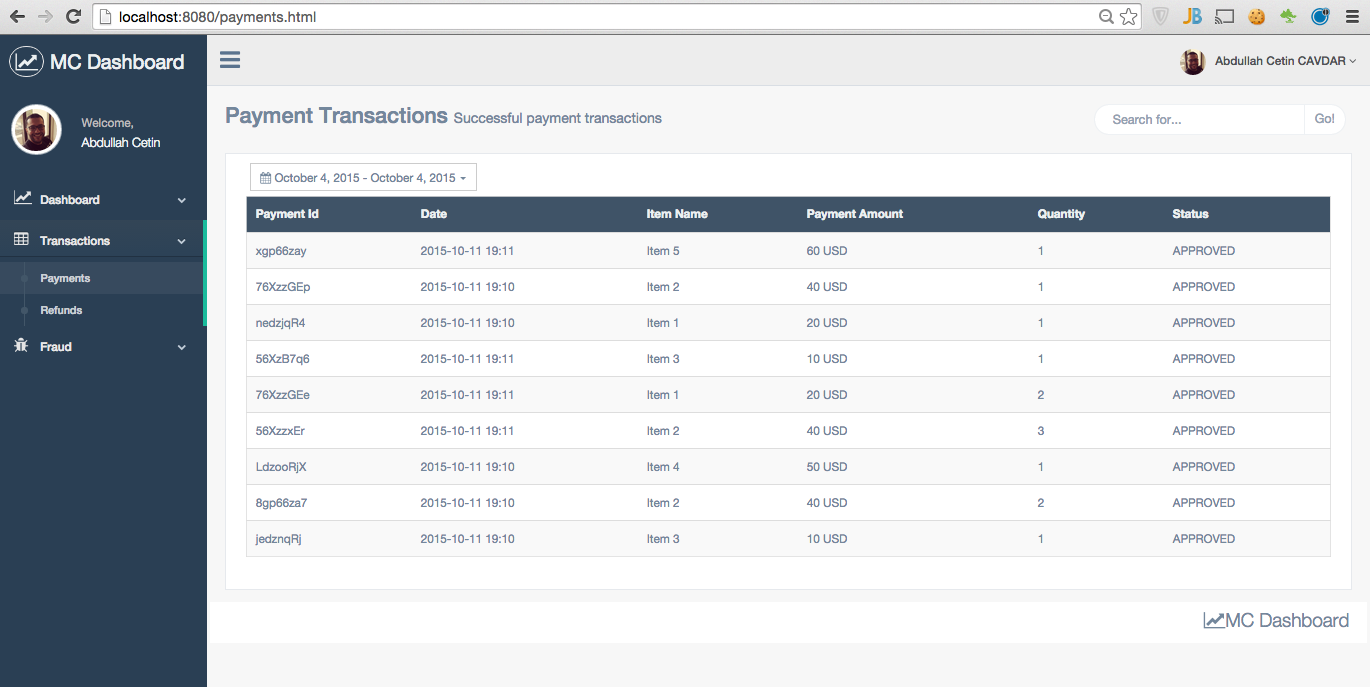 localhost:8080/payments.html
JB
MC Dashboard
Abdullah Cetin CAVDAR
Welcome,
Abdullah Cetin
Dashboard
Transactions
Payments
Refunds
Fraud
Payment Transactions Successful payment transactions
Search for... Go!
October 4, 2015 - October 4, 2015
Payment Id Date Item Name Payment Amount Quantity Status
xgp66zay 2015-10-11 19:11 Item 5 60 USD 1 APPROVED
76XzzGEp 2015-10-11 19:10 Item 2 40 USD 1 APPROVED
nedzjqR4 2015-10-11 19:10 Item 1 20 USD 1 APPROVED
56XzB7q6 2015-10-11 19:11 Item 3 10 USD 1 APPROVED
76XzzGEe 2015-10-11 19:11 Item 1 20 USD 2 APPROVED
56XzzxEr 2015-10-11 19:11 Item 2 40 USD 3 APPROVED
LdzooRjX 2015-10-11 19:10 Item 4 50 USD 1 APPROVED
8gp66za7 2015-10-11 19:10 Item 2 40 USD 2 APPROVED
jedznqRj 2015-10-11 19:10 Item 3 10 USD 1 APPROVED
MC Dashboard